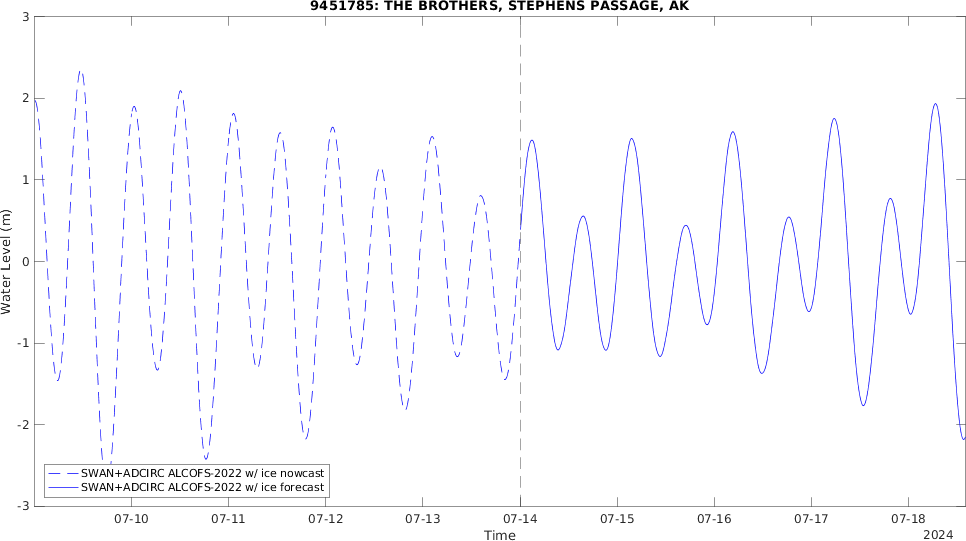 9451785: THE BROTHERS, STEPHENS PASSAGE, AK
3
2
1
0
-1
-2
-3
Water Level (m)
SWAN+ADCIRC ALCOFS-2022 w/ ice nowcast
SWAN+ADCIRC ALCOFS-2022 w/ ice forecast
07-10 07-11 07-12 07-13 07-14 07-15 07-16 07-17 07-18
Time
2024